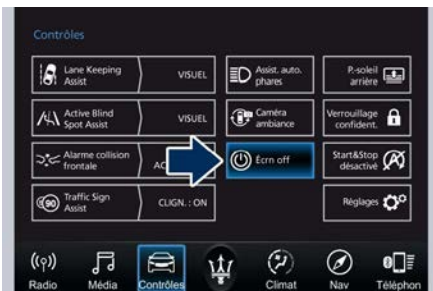 Contrôles
Lane Keeping
Assist
VISUEL
Assist. auto.
phares
P.-soleil
arrière
Active Blind
Spot Assist
VISUEL
Caméra
ambiance
Verrouillage
confident.
Alarme collision
frontale
AC
Écrn off
Start&Stop
désactivé
90
Traffic Sign
Assist
CLIGN. : ON
Réglages
Radio
Média
Contrôles
Climat
Nav
Téléphon